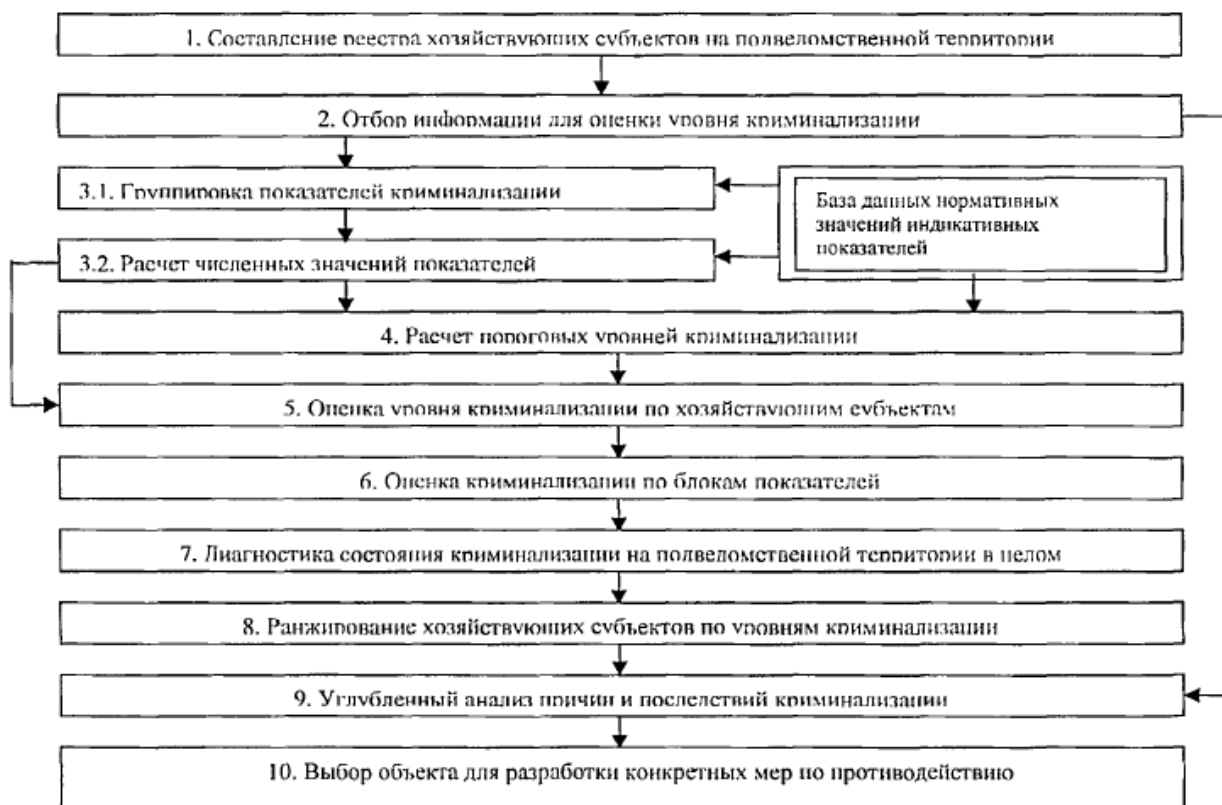 1. Составление реестра хозяйствующих субъектов на подведомственной территории
2. Отбор информации для оценки уровня криминализации
3.1. Группировка показателей криминализации
База данных нормативных
значений индикативных
показателей
3.2. Расчет численных значений показателей
4. Расчет пороговых уровней криминализации
5. Оценка уровня криминализации по хозяйствующим субъектам
6. Оценка криминализации по блокам показателей
7. Диагностика состояния криминализации на подведомственной территории в целом
8. Ранжирование хозяйствующих субъектов по уровням криминализации
9. Углубленный анализ причин и последствий криминализации
10. Выбор объекта для разработки конкретных мер по противодействию